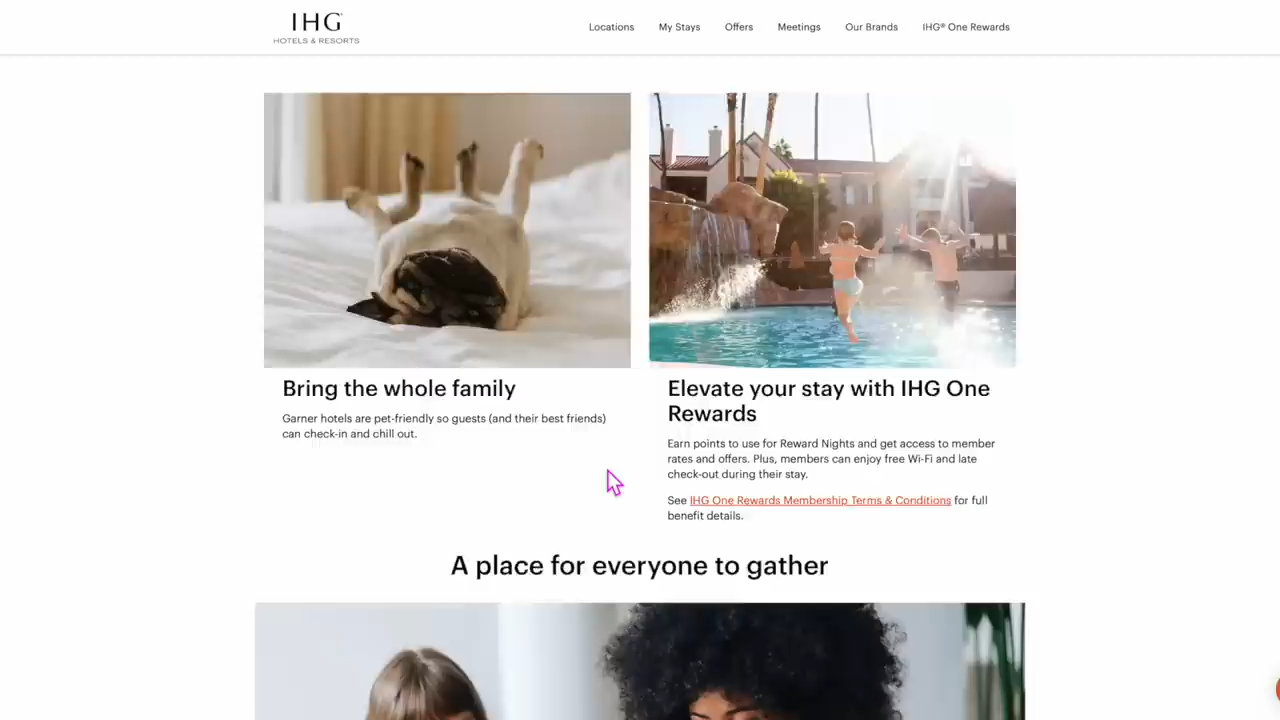 IHG
HOTELS & RESORTS
Locations
My Stays
Offers
Meetings
Our Brands
IHG® One Rewards
Bring the whole family
Garner hotels are pet-friendly so guests (and their best friends)
can check-in and chill out.
Elevate your stay with IHG One
Rewards
Earn points to use for Reward Nights and get access to member
rates and offers. Plus, members can enjoy free Wi-Fi and late
check-out during their stay.
See IHG One Rewards Membership Terms & Conditions for full
benefit details.
A place for everyone to gather